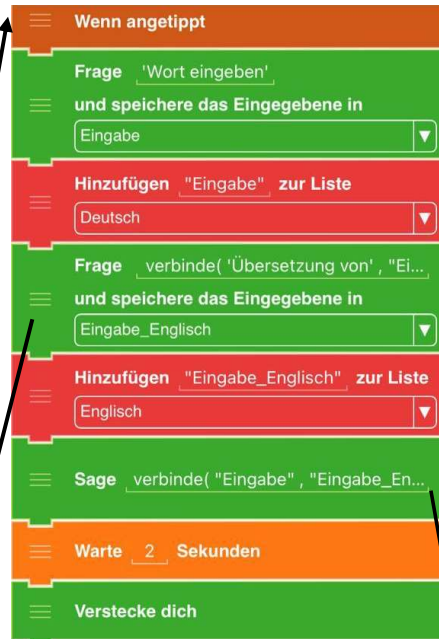 Wenn angetippt
Frage 'Wort eingeben'
und speichere das Eingegebene in
Eingabe
Hinzufügen "Eingabe" zur Liste
Deutsch
Frage verbinde( 'Übersetzung von' , "Ei...
und speichere das Eingegebene in
Eingabe_Englisch
Hinzufügen "Eingabe_Englisch" zur Liste
Englisch
Sage verbinde( "Eingabe" , "Eingabe_En...
Warte 2 Sekunden
Verstecke dich